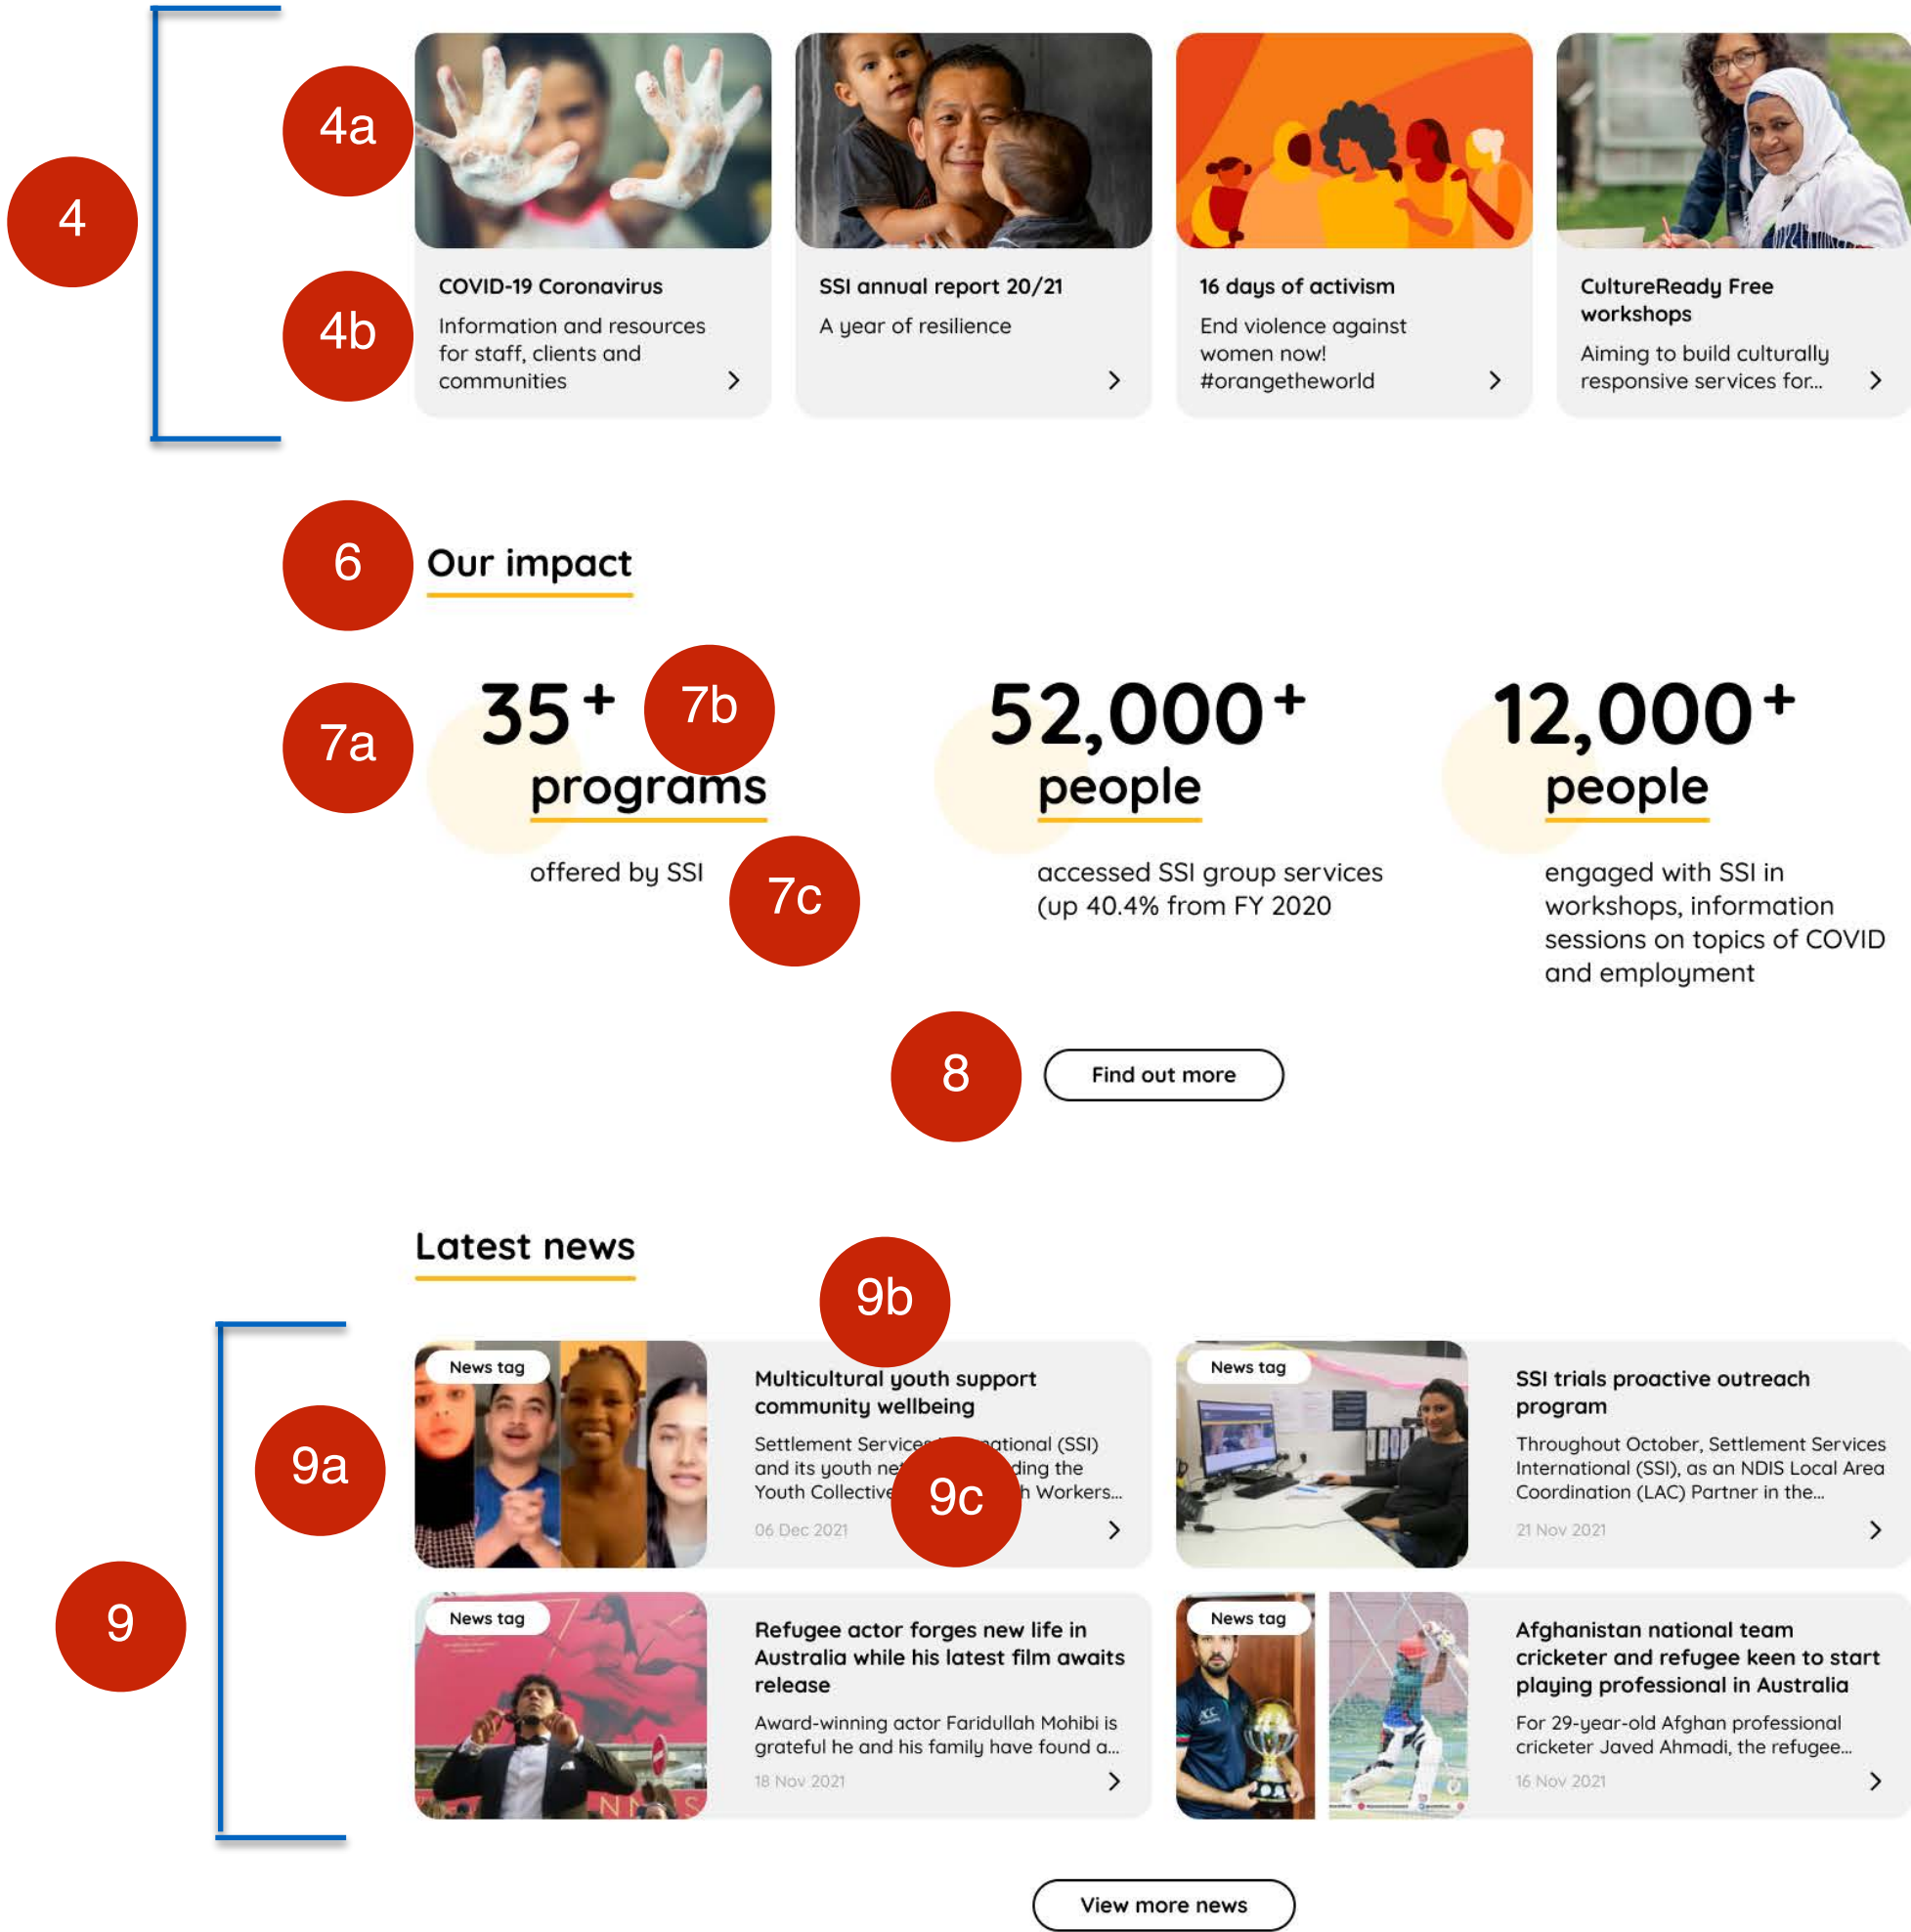 4
4a
4b
COVID-19 Coronavirus
Information and resources
for staff, clients and
communities
SSI annual report 20/21
A year of resilience
16 days of activism
End violence against
women now!
#orangetheworld
CultureReady Free
workshops
Aiming to build culturally
responsive services for...
6
Our impact
7a
35+
7b
programs
offered by SSI
7c
52,000+
people
accessed SSI group services
(up 40.4% from FY 2020
12,000+
people
engaged with SSI in
workshops, information
sessions on topics of COVID
and employment
8
Find out more
Latest news
9
9a
9b
9c
News tag
Multicultural youth support
community wellbeing
Settlement Services ational (SSI)
and its youth ding the
Youth Collective Workers...
06 Dec 2021
News tag
SSI trials proactive outreach
program
Throughout October, Settlement Services
International (SSI), as an NDIS Local Area
Coordination (LAC) Partner in the...
21 Nov 2021
News tag
Refugee actor forges new life in
Australia while his latest film awaits
release
Award-winning actor Faridullah Mohibi is
grateful he and his family have found a...
18 Nov 2021
News tag
Afghanistan national team
cricketer and refugee keen to start
playing professional in Australia
For 29-year-old Afghan professional
cricketer Javed Ahmadi, the refugee...
16 Nov 2021
View more news